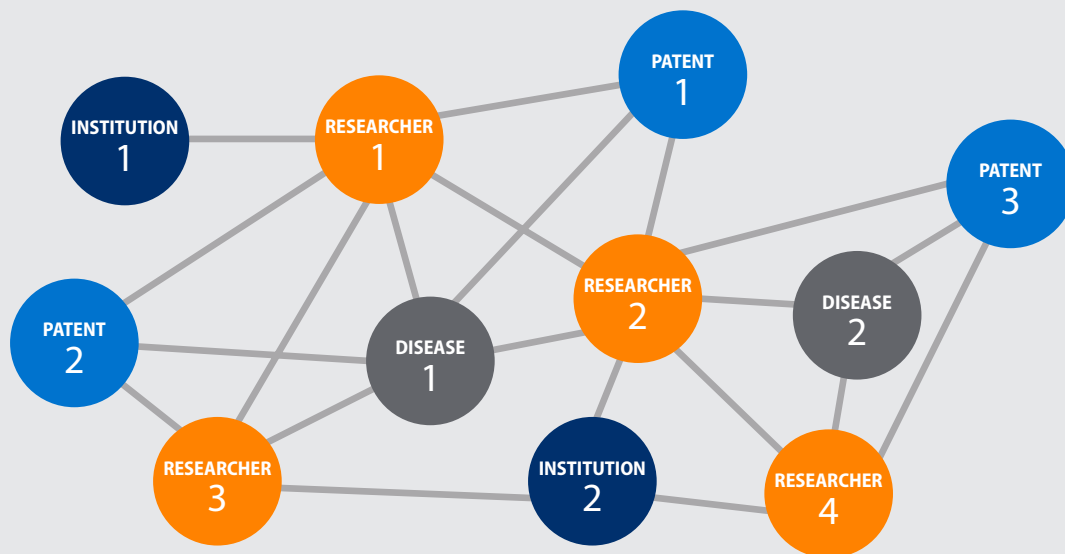 PATENT
1
INSTITUTION
1
RESEARCHER
1
PATENT
3
RESEARCHER
2
DISEASE
2
PATENT
2
DISEASE
1
RESEARCHER
3
INSTITUTION
2
RESEARCHER
4